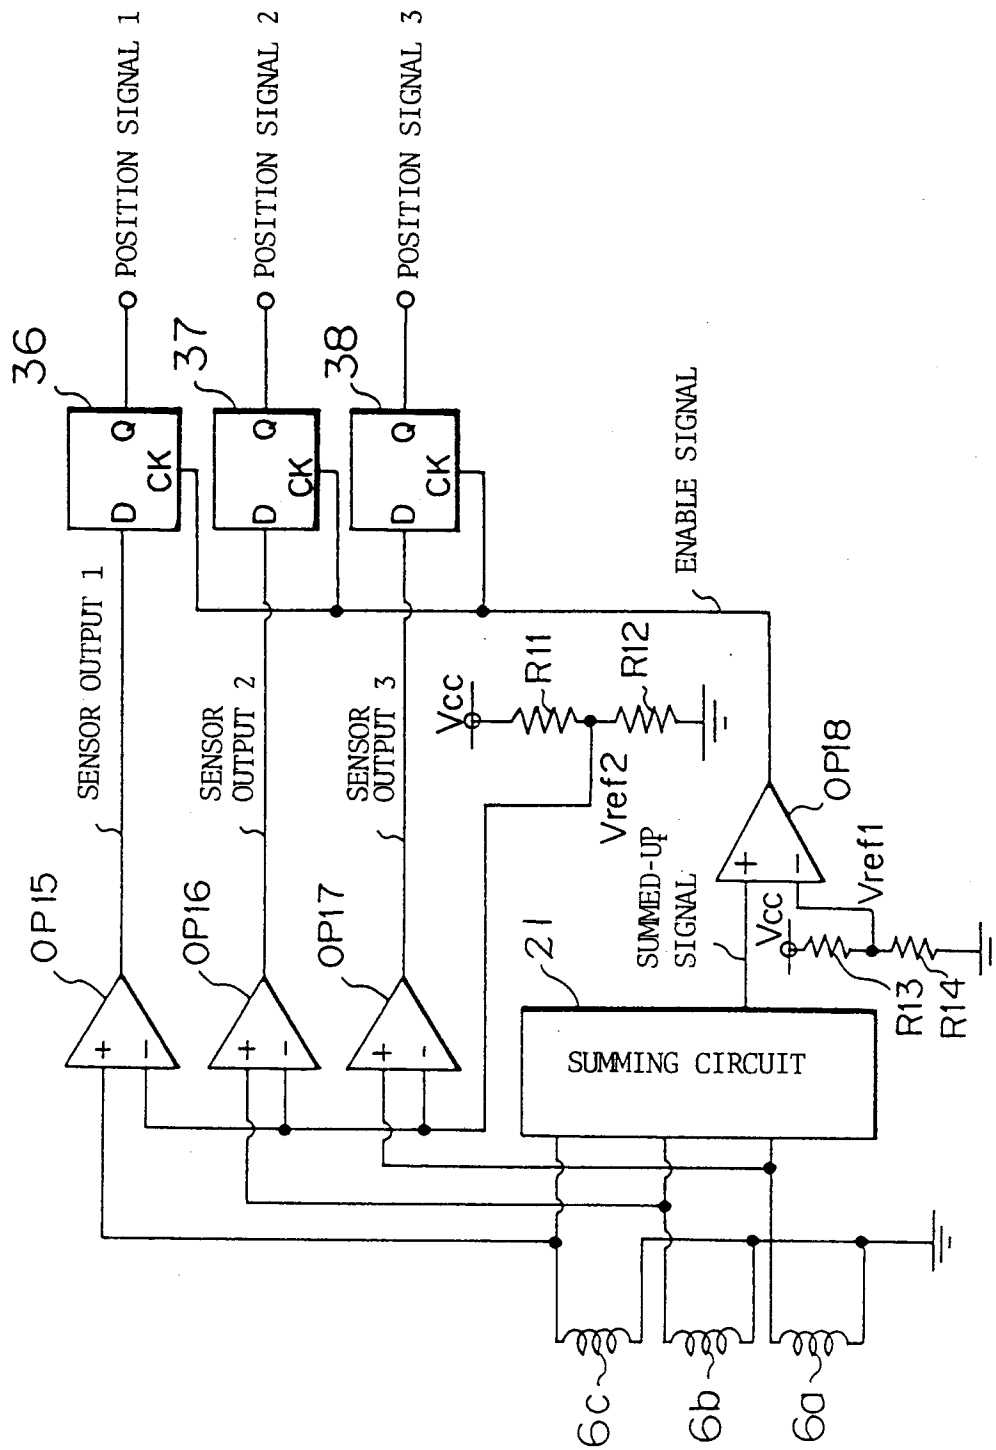 POSITION SIGNAL 1
POSITION SIGNAL 2
POSITION SIGNAL 3
36
37
38
D
Q
CK
D
Q
CK
D
Q
CK
SENSOR OUTPUT 1
SENSOR
OUTPUT 2
SENSOR
OUTPUT 3
ENABLE SIGNAL
Vcc
R11
R12
Vref2
OP15
OP16
OP17
+
-
+
-
+
-
OP18
+
-
SUMMED-UP
SIGNAL
Vcc
Vref1
R13
R14
21
SUMMING CIRCUIT
6c
6b
6a